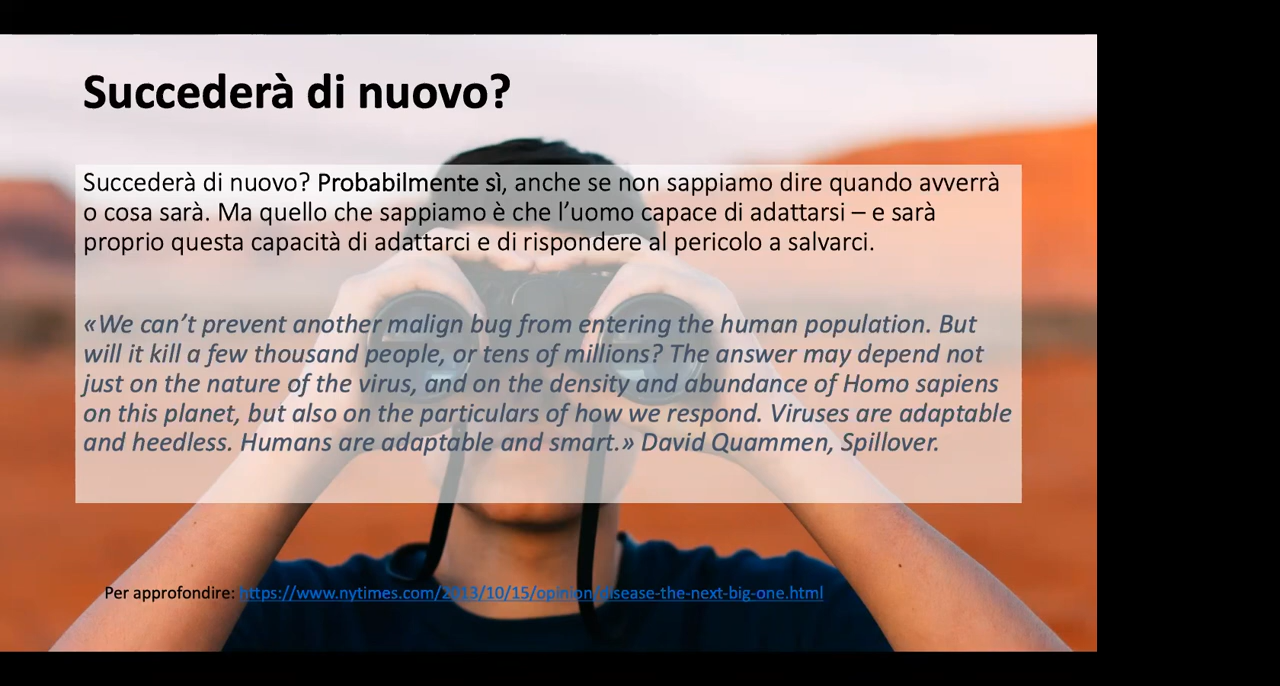 Succederà di nuovo?
Succederà di nuovo? Probabilmente sì, anche se non sappiamo dire quando avverrà
o cosa sarà. Ma quello che sappiamo è che l’uomo capace di adattarsi – e sarà
proprio questa capacità di adattarci e di rispondere al pericolo a salvarci.
«We can’t prevent another malign bug from entering the human population. But
will it kill a few thousand people, or tens of millions? The answer may depend not
just on the nature of the virus, and on the density and abundance of Homo sapiens
on this planet, but also on the particulars of how we respond. Viruses are adaptable
and heedless. Humans are adaptable and smart.» David Quammen, Spillover.
Per approfondire: https://www.nytimes.com/2013/10/15/opinion/disease-the-next-big-one.html